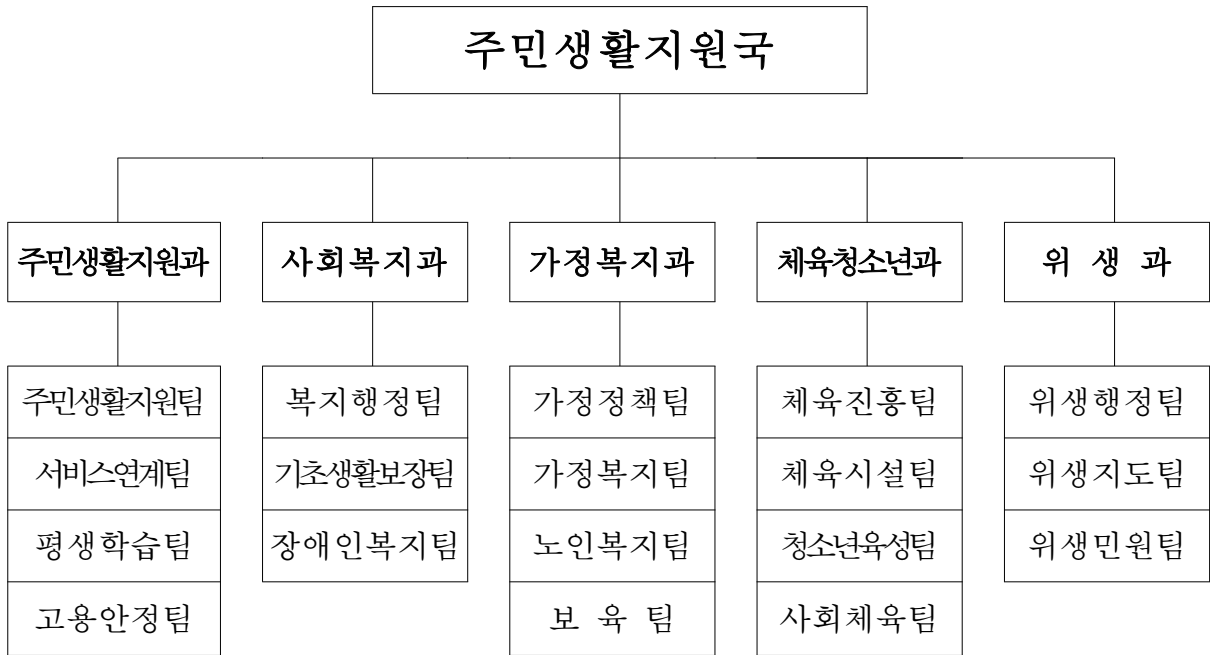 주민생활지원국
주민생활지원과 사회복지과 가정복지과 체육청소년과 위 생 과
주민생활지원팀 복지행정팀 가정정책팀 체육진흥팀 위생행정팀
서비스연계팀 기초생활보장팀 가정복지팀 체육시설팀 위생지도팀
평생학습팀 장애인복지팀 노인복지팀 청소년육성팀 위생민원팀
고용안정팀 보 육 팀 사회체육팀